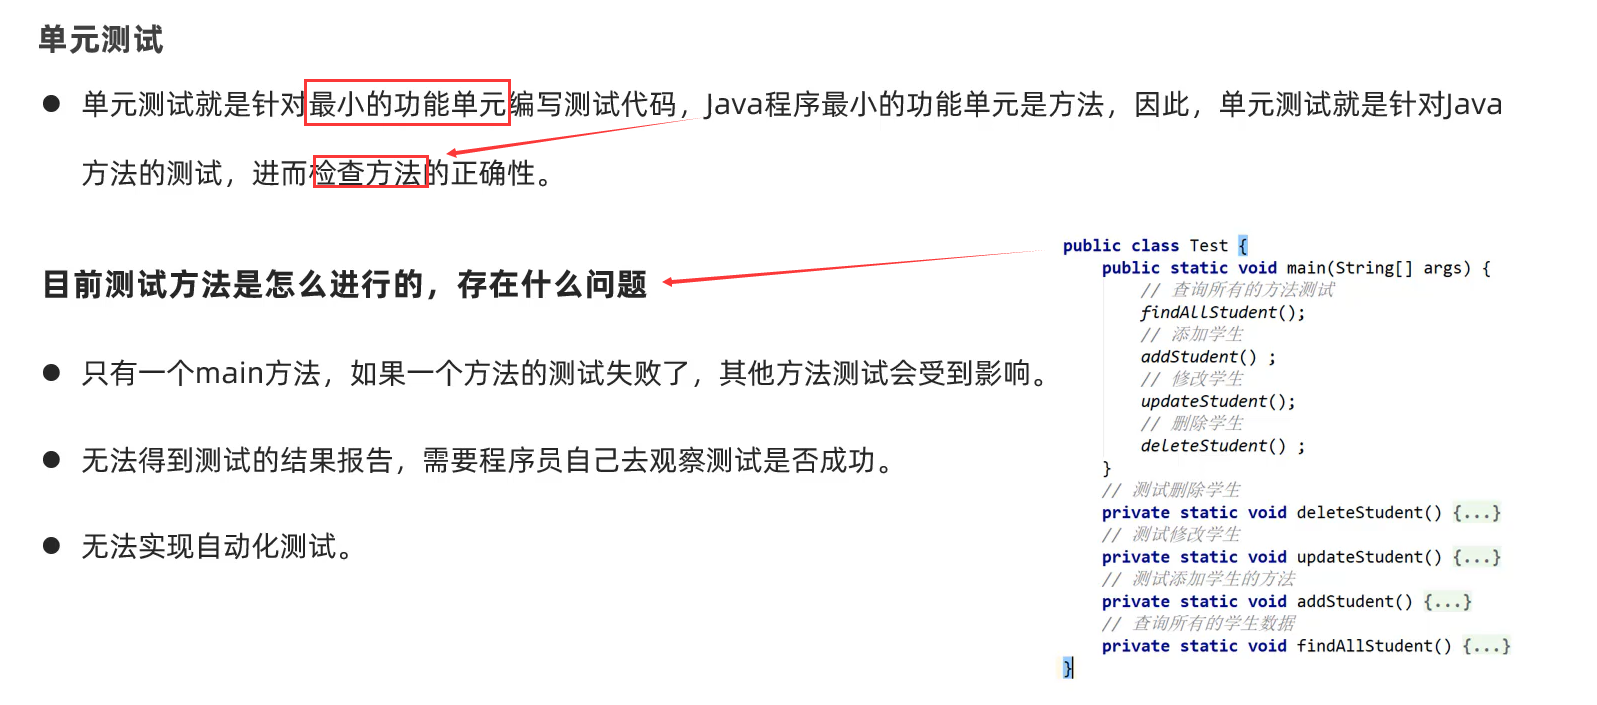 单元测试
● 单元测试就是针对最小的功能单元编写测试代码，Java程序最小的功能单元是方法，因此，单元测试就是针对Java
方法的测试，进而检查方法的正确性。
目前测试方法是怎么进行的，存在什么问题
● 只有一个main方法，如果一个方法的测试失败了，其他方法测试会受到影响。
● 无法得到测试的结果报告，需要程序员自己去观察测试是否成功。
● 无法实现自动化测试。
public class Test {
public static void main(String[] args) {
// 查询所有的方法测试
findAllStudent();
// 添加学生
addStudent() ;
// 修改学生
updateStudent();
// 删除学生
deleteStudent() ;
}
// 测试删除学生
private static void deleteStudent() {...}
// 测试修改学生
private static void updateStudent() {...}
// 测试添加学生的方法
private static void addStudent() {...}
// 查询所有的学生数据
private static void findAllStudent() {...}
}